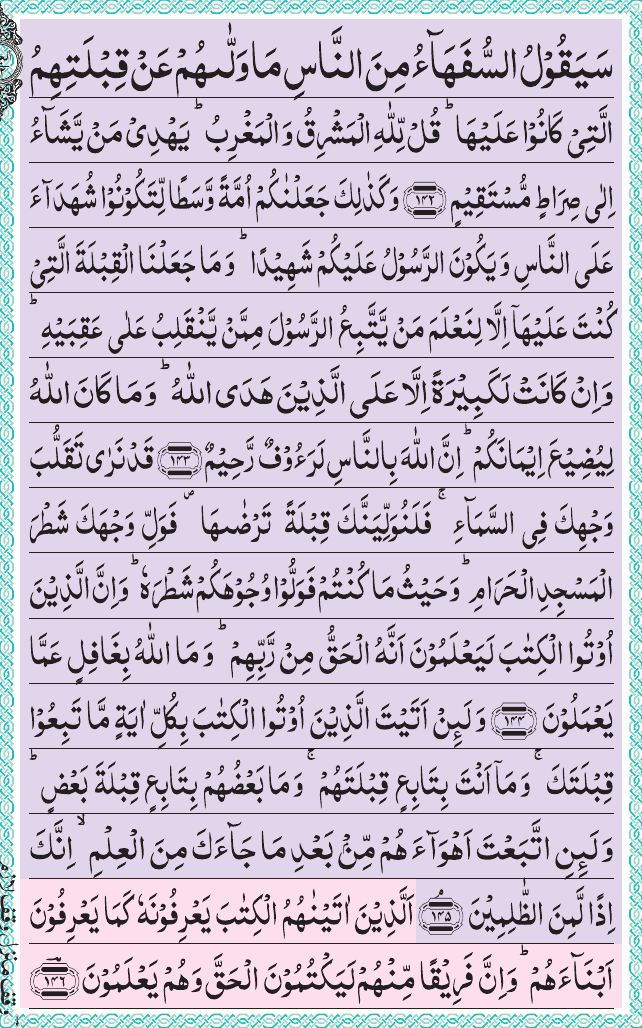 سَيَقُوْلُ السُّفَهَآءُ مِنَ النَّاسِ مَا وَلّٰىهُمْ عَنْ قِبْلَتِهِمُ
الَّتِيْ كَانُوْا عَلَيْهَا ؕ قُلْ لِّلّٰهِ الْمَشْرِقُ وَ الْمَغْرِبُ ؕ يَهْدِيْ مَنْ يَّشَآءُ
اِلٰى صِرَاطٍ مُّسْتَقِيْمٍ ﴿۱۴۲﴾ وَ كَذٰلِكَ جَعَلْنٰكُمْ اُمَّةً وَّسَطًا لِّتَكُوْنُوْا شُهَدَآءَ
عَلَى النَّاسِ وَ يَكُوْنَ الرَّسُوْلُ عَلَيْكُمْ شَهِيْدًا ؕ وَ مَا جَعَلْنَا الْقِبْلَةَ الَّتِيْ
كُنْتَ عَلَيْهَاۤ اِلَّا لِنَعْلَمَ مَنْ يَّتَّبِعُ الرَّسُوْلَ مِمَّنْ يَّنْقَلِبُ عَلٰى عَقِبَيْهِ ؕ
وَ اِنْ كَانَتْ لَكَبِيْرَةً اِلَّا عَلَى الَّذِيْنَ هَدَى اللّٰهُ ؕ وَ مَا كَانَ اللّٰهُ
لِيُضِيْعَ اِيْمَانَكُمْ ؕ اِنَّ اللّٰهَ بِالنَّاسِ لَرَءُوْفٌ رَّحِيْمٌ ﴿۱۴۳﴾ قَدْ نَرٰى تَقَلُّبَ
وَجْهِكَ فِي السَّمَآءِ ۚ فَلَنُوَلِّيَنَّكَ قِبْلَةً تَرْضٰىهَا ۪ فَوَلِّ وَجْهَكَ شَطْرَ
الْمَسْجِدِ الْحَرَامِ ؕ وَ حَيْثُ مَا كُنْتُمْ فَوَلُّوْا وُجُوْهَكُمْ شَطْرَهٗ ؕ وَ اِنَّ الَّذِيْنَ
اُوْتُوا الْكِتٰبَ لَيَعْلَمُوْنَ اَنَّهُ الْحَقُّ مِنْ رَّبِّهِمْ ؕ وَ مَا اللّٰهُ بِغَافِلٍ عَمَّا
يَعْمَلُوْنَ ﴿۱۴۴﴾ وَ لَىِٕنْ اَتَيْتَ الَّذِيْنَ اُوْتُوا الْكِتٰبَ بِكُلِّ اٰيَةٍ مَّا تَبِعُوْا
قِبْلَتَكَ ۚ وَ مَاۤ اَنْتَ بِتَابِعٍ قِبْلَتَهُمْ ۚ وَ مَا بَعْضُهُمْ بِتَابِعٍ قِبْلَةَ بَعْضٍ ؕ
وَ لَىِٕنِ اتَّبَعْتَ اَهْوَآءَهُمْ مِّنْۢ بَعْدِ مَا جَآءَكَ مِنَ الْعِلْمِ ۙ اِنَّكَ
اِذًا لَّمِنَ الظّٰلِمِيْنَ ﴿۱۴۵﴾ اَلَّذِيْنَ اٰتَيْنٰهُمُ الْكِتٰبَ يَعْرِفُوْنَهٗ كَمَا يَعْرِفُوْنَ
اَبْنَآءَهُمْ ؕ وَ اِنَّ فَرِيْقًا مِّنْهُمْ لَيَكْتُمُوْنَ الْحَقَّ وَ هُمْ يَعْلَمُوْنَ ﴿۱۴۶﴾